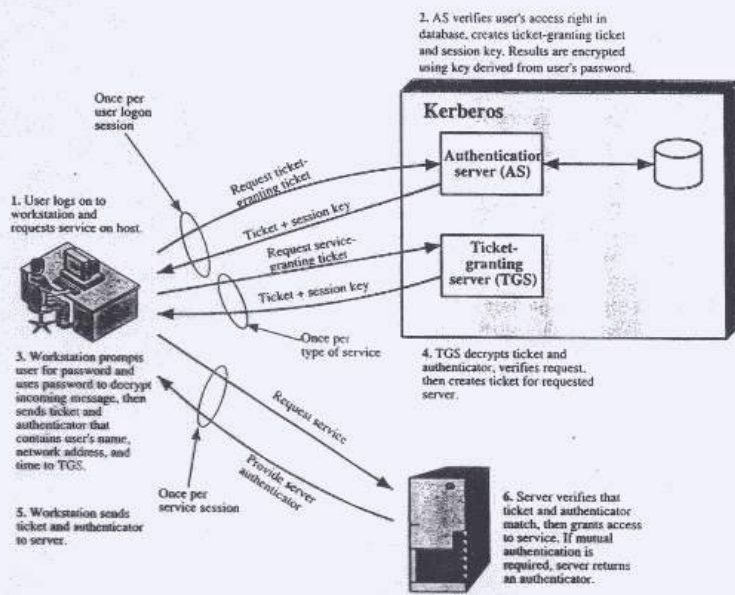 2. AS verifies user's access right in
database, creates ticket-granting ticket
and session key. Results are encrypted
using key derived from user's password.
Once per
user logon
session
Kerberos
Authentication
server (AS)
Request ticket-
granting ticket
1. User logs on to
workstation and
requests service on host.
Ticket + session key
Request service-
granting ticket
Ticket-
granting
server (TGS)
Ticket + session key
Once per
type of service
3. Workstation prompts
user for password and
uses password to decrypt
incoming message, then
sends ticket and
authenticator that
contains user's name,
network address, and
time to TGS.
4. TGS decrypts ticket and
authenticator, verifies request,
then creates ticket for requested
server.
Request service
Provide server
authenticator
Once per
service session
5. Workstation sends
ticket and authenticator
to server.
6. Server verifies that
ticket and authenticator
match, then grants access
to service. If mutual
authentication is
required, server returns
an authenticator.